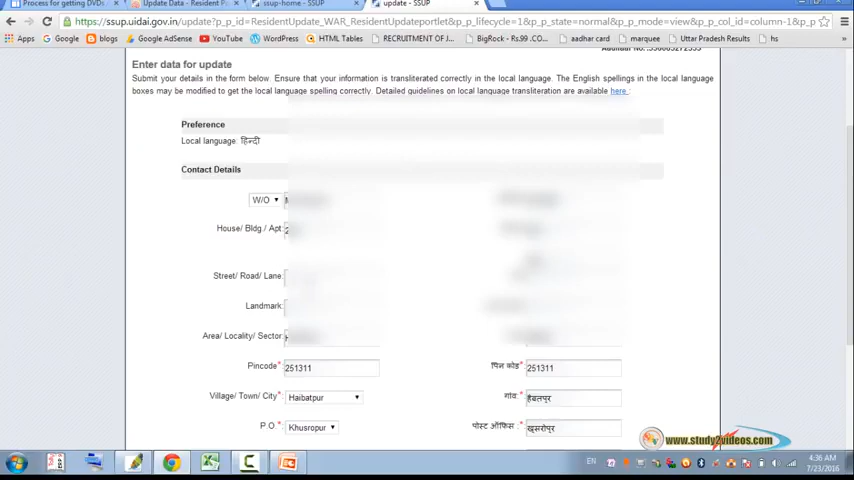 Process for getting DVDs
Update Data - Resident P
ssup-home - SSUP
update - SSUP
https://ssup.uidai.gov.in/update?p_p_id=ResidentUpdate_WAR_ResidentUpdateportlet&p_p_lifecycle=1&p_p_state=normal&p_p_mode=view&p_p_col_id=column-1&p_p
Apps Google blogs Google AdSense YouTube WordPress HTML Tables BigRock - Rs.99 .CO... RECRUITMENT OF J... aadhar card marquee Uttar Pradesh Results hs
Enter data for update
Submit your details in the form below. Ensure that your information is transliterated correctly in the local language. The English spellings in the local language
boxes may be modified to get the local language spelling correctly. Detailed guidelines on local language transliteration are available here :
Preference
Local language: हिन्दी
Contact Details
W/O
House/ Bldg./ Apt
Street/ Road/ Lane:
Landmark:
Area/ Locality/ Sector
Pincode* 251311 पिन कोड* 251311
Village/ Town/ City* Haibatpur गांव:* हैबतपुर
P.O.* Khusropur पोस्ट ऑफिस :* खुसरोपुर
www.study2videos.com
EN
4:36 AM
7/23/2016